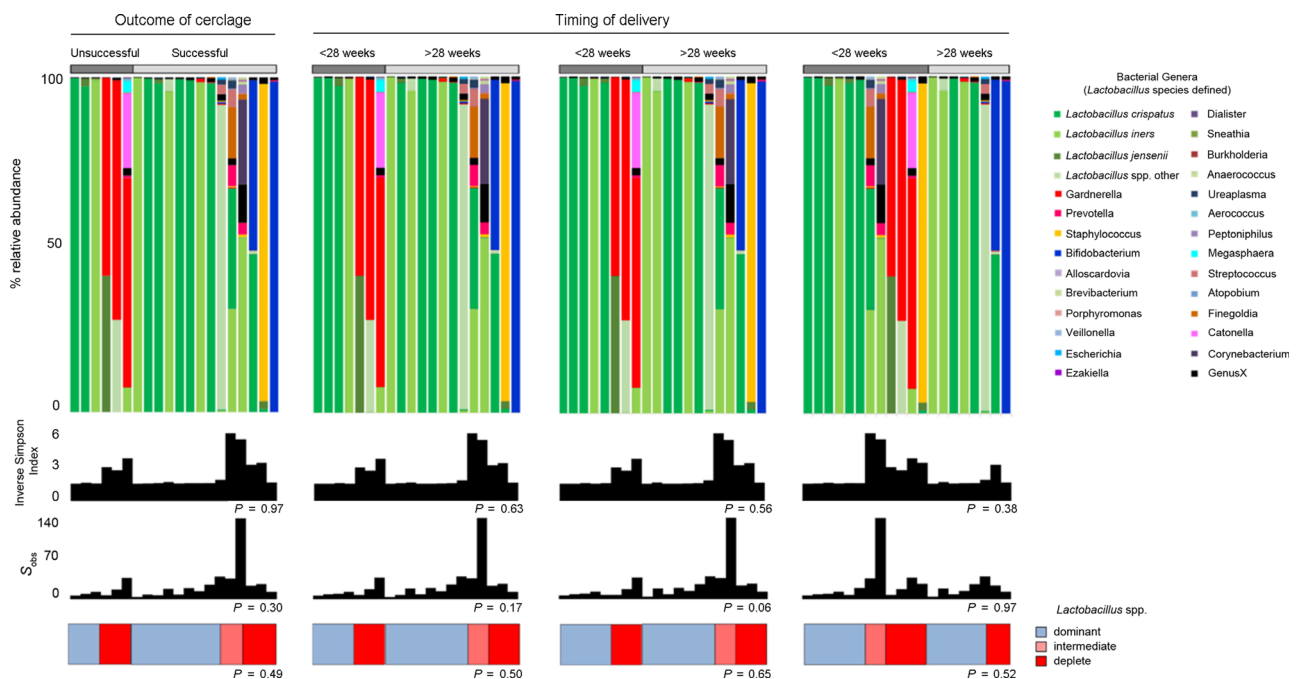 Outcome of cerclage
Timing of delivery
Unsuccessful Successful
<28 weeks >28 weeks
<28 weeks >28 weeks
<28 weeks >28 weeks
% relative abundance
100
50
0
Bacterial Genera
(Lactobacillus species defined)
Lactobacillus crispatus
Lactobacillus iners
Lactobacillus jensenii
Lactobacillus spp. other
Gardnerella
Prevotella
Staphylococcus
Bifidobacterium
Alloscardovia
Brevibacterium
Porphyromonas
Veillonella
Escherichia
Ezakiella
Dialister
Sneathia
Burkholderia
Anaerococcus
Ureaplasma
Aerococcus
Peptoniphilus
Megasphaera
Streptococcus
Atopobium
Finegoldia
Catonella
Corynebacterium
GenusX
Inverse Simpson
Index
6
3
0
P = 0.97
P = 0.63
P = 0.56
P = 0.38
Sobs
140
70
0
P = 0.30
P = 0.17
P = 0.06
P = 0.97
Lactobacillus spp.
dominant
intermediate
deplete
P = 0.49
P = 0.50
P = 0.65
P = 0.52